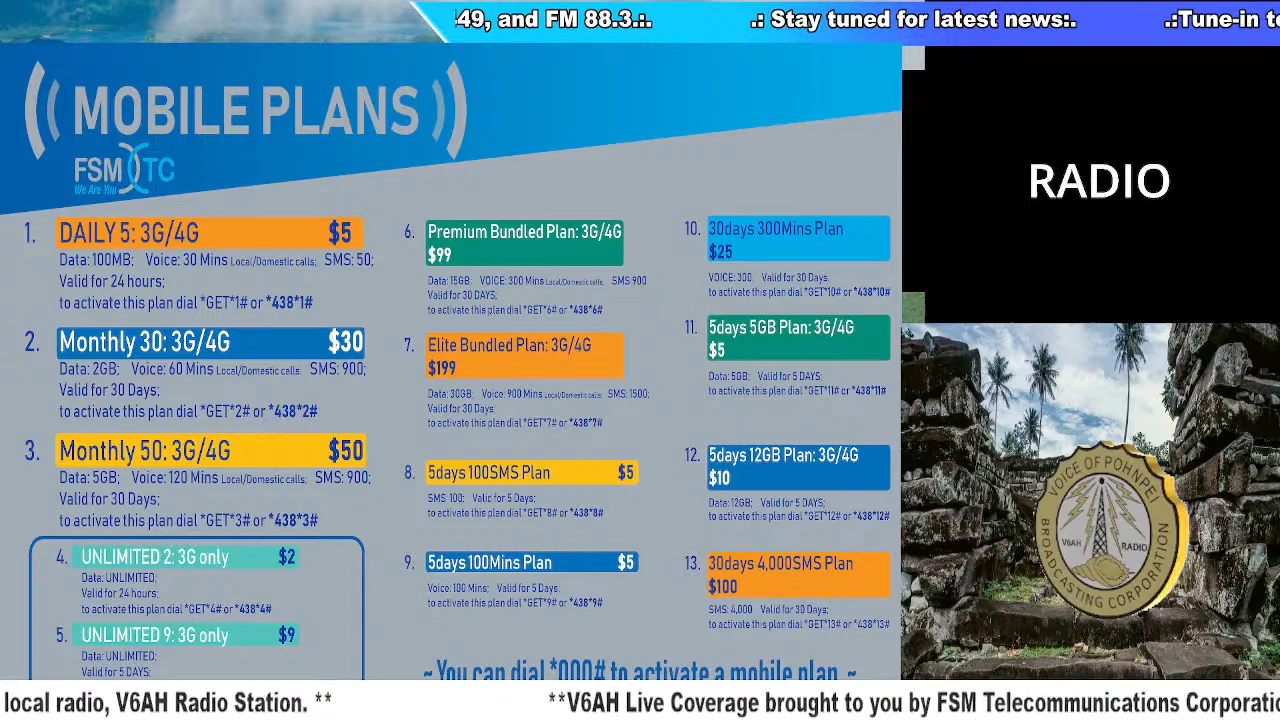 49, and FM 88.3.:.
.: Stay tuned for latest news:.
.:Tune-in to
MOBILE PLANS
FSMTC
We Are You
RADIO
1. DAILY 5: 3G/4G $5
Data: 100MB; Voice: 30 Mins Local/Domestic calls; SMS: 50;
Valid for 24 hours;
to activate this plan dial *GET*1# or *438*1#
2. Monthly 30: 3G/4G $30
Data: 2GB; Voice: 60 Mins Local/Domestic calls. SMS: 900;
Valid for 30 Days;
to activate this plan dial *GET*2# or *438*2#
3. Monthly 50: 3G/4G $50
Data: 5GB; Voice: 120 Mins Local/Domestic calls; SMS: 900;
Valid for 30 Days;
to activate this plan dial *GET*3# or *438*3#
4. UNLIMITED 2: 3G only $2
Data: UNLIMITED;
Valid for 24 hours;
to activate this plan dial *GET*4# or *438*4#
5. UNLIMITED 9: 3G only $9
Data: UNLIMITED;
Valid for 5 DAYS;
6. Premium Bundled Plan: 3G/4G
$99
Data: 15GB; VOICE: 300 Mins Local/Domestic calls; SMS 900
Valid for 30 DAYS;
to activate this plan dial *GET*6# or *438*6#
7. Elite Bundled Plan: 3G/4G
$199
Data: 30GB; Voice: 900 Mins Local/Domestic calls; SMS: 1500;
Valid for 30 Days;
to activate this plan dial *GET*7# or *438*7#
8. 5days 100SMS Plan $5
SMS 100; Valid for 5 Days;
to activate this plan dial *GET*8# or *438*8#
9. 5days 100Mins Plan $5
Voice: 100 Mins; Valid for 5 Days;
to activate this plan dial *GET*9# or *438*9#
10. 30days 300Mins Plan
$25
VOICE: 300 Valid for 30 Days;
to activate this plan dial *GET*10# or *438*10#
11. 5days 5GB Plan: 3G/4G
$5
Data: 5GB; Valid for 5 DAYS;
to activate this plan dial *GET*11# or *438*11#
12. 5days 12GB Plan: 3G/4G
$10
Data: 12GB; Valid for 5 DAYS;
to activate this plan dial *GET*12# or *438*12#
13. 30days 4,000SMS Plan
$100
SMS: 4,000 Valid for 30 Days;
to activate this plan dial *GET*13# or *438*13#
~ You can dial *000# to activate a mobile plan ~
VOICE OF POHNPEI
V6AH RADIO
BROADCASTING CORPORATION
local radio, V6AH Radio Station. **
**V6AH Live Coverage brought to you by FSM Telecommunications Corporatio